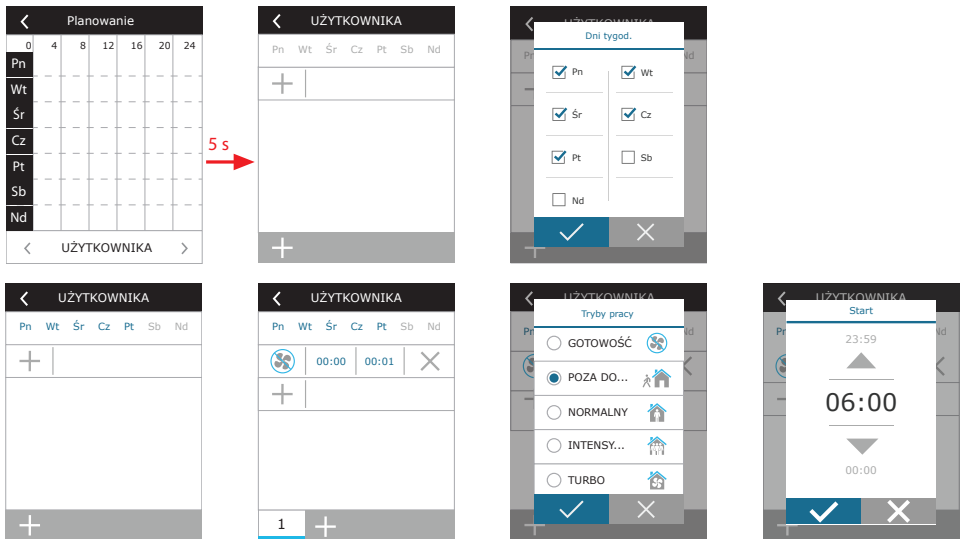 Planowanie
0 4 8 12 16 20 24
Pn
Wt
Śr
Cz
Pt
Sb
Nd
UŻYTKOWNIKA
5 s
UŻYTKOWNIKA
Pn Wt Śr Cz Pt Sb Nd
UŻYTKOWNIKA
Dni tygod.
Pn Wt
Śr Cz
Pt Sb
Nd
UŻYTKOWNIKA
Pn Wt Śr Cz Pt Sb Nd
UŻYTKOWNIKA
Pn Wt Śr Cz Pt Sb Nd
00:00 00:01
1
UŻYTKOWNIKA
Tryby pracy
GOTOWOŚĆ
POZA DO...
NORMALNY
INTENSY...
TURBO
UŻYTKOWNIKA
Start
23:59
06:00
00:00